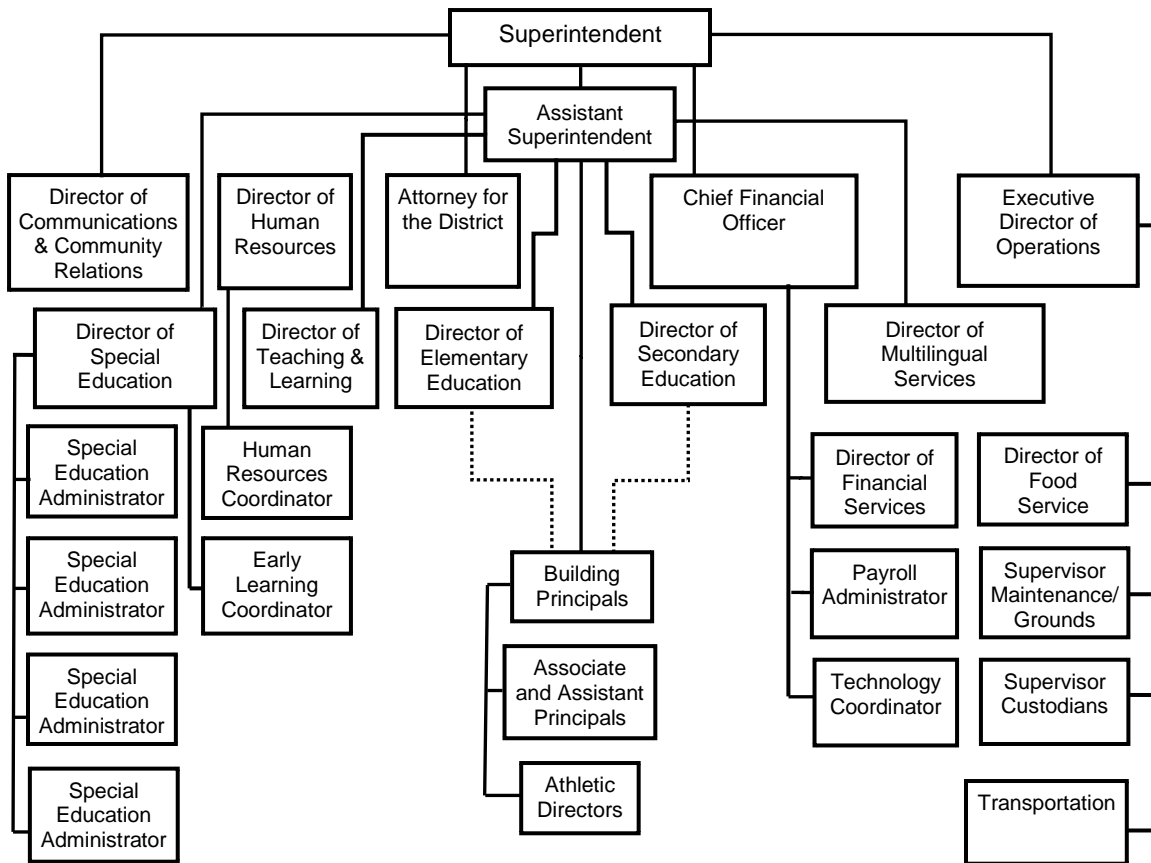 Superintendent
Assistant
Superintendent
Director of
Communications
& Community
Relations
Director of
Human
Resources
Attorney for
the District
Chief Financial
Officer
Executive
Director of
Operations
Director of
Special
Education
Director of
Teaching &
Learning
Director of
Elementary
Education
Director of
Secondary
Education
Director of
Multilingual
Services
Special
Education
Administrator
Human
Resources
Coordinator
Director of
Financial
Services
Director of
Food
Service
Special
Education
Administrator
Early
Learning
Coordinator
Building
Principals
Payroll
Administrator
Supervisor
Maintenance/
Grounds
Special
Education
Administrator
Associate
and Assistant
Principals
Technology
Coordinator
Supervisor
Custodians
Special
Education
Administrator
Athletic
Directors
Transportation